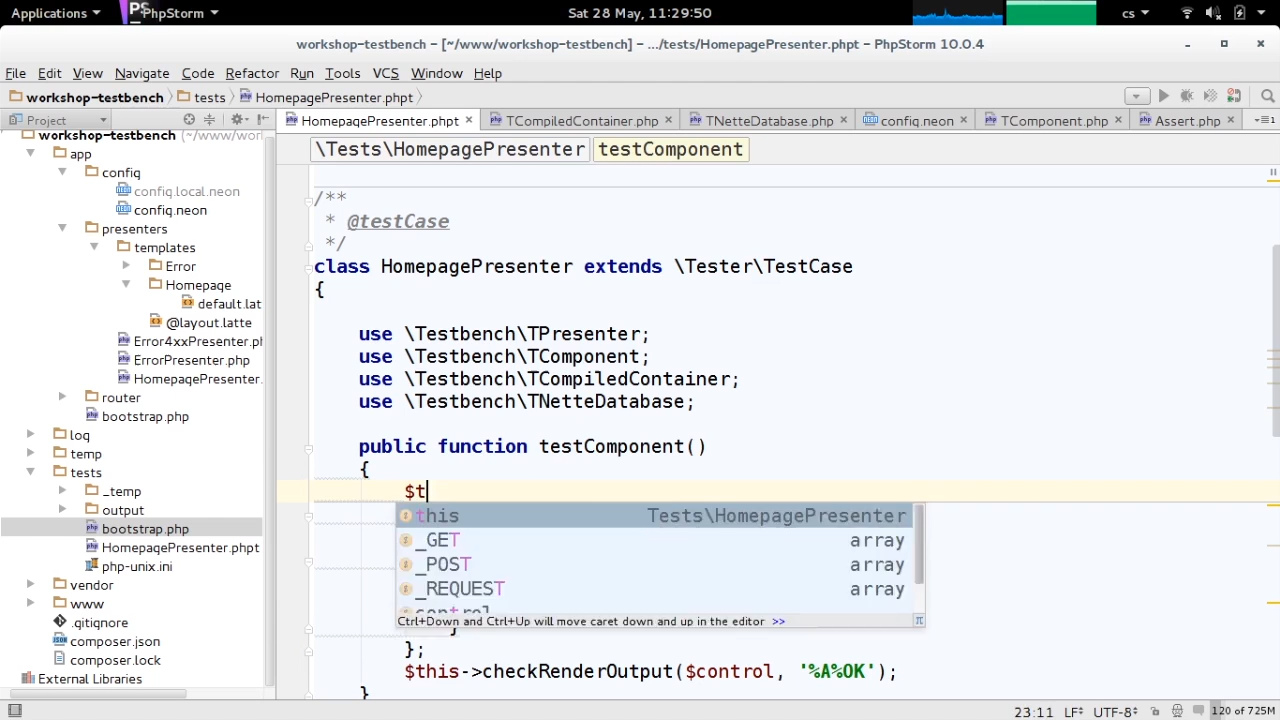 Applications
PhpStorm
Sat 28 May, 11:29:50
cs
workshop-testbench – [~/www/workshop-testbench] – .../tests/HomepagePresenter.phpt – PhpStorm 10.0.4
File Edit View Navigate Code Refactor Run Tools VCS Window Help
workshop-testbench tests HomepagePresenter.phpt
Project
HomepagePresenter.phpt TCompiledContainer.php TNetteDatabase.php config.neon TComponent.php Assert.php
workshop-testbench (~/www/wor
app
config
config.local.neon
config.neon
presenters
templates
Error
Homepage
default.lat
@layout.latte
Error4xxPresenter.ph
ErrorPresenter.php
HomepagePresenter.
router
bootstrap.php
log
temp
tests
_temp
output
bootstrap.php
HomepagePresenter.phpt
php-unix.ini
vendor
www
.gitignore
composer.json
composer.lock
External Libraries
\Tests\HomepagePresenter testComponent
/**
* @testCase
*/
class HomepagePresenter extends \Tester\TestCase
{
use \Testbench\TPresenter;
use \Testbench\TComponent;
use \Testbench\TCompiledContainer;
use \Testbench\TNetteDatabase;
public function testComponent()
{
$t
this Tests\HomepagePresenter
_GET array
_POST array
_REQUEST array
control
Ctrl+Down and Ctrl+Up will move caret down and up in the editor >>
}
};
$this->checkRenderOutput($control, '%A%OK');
}
23:11 LF UTF-8 120 of 725M